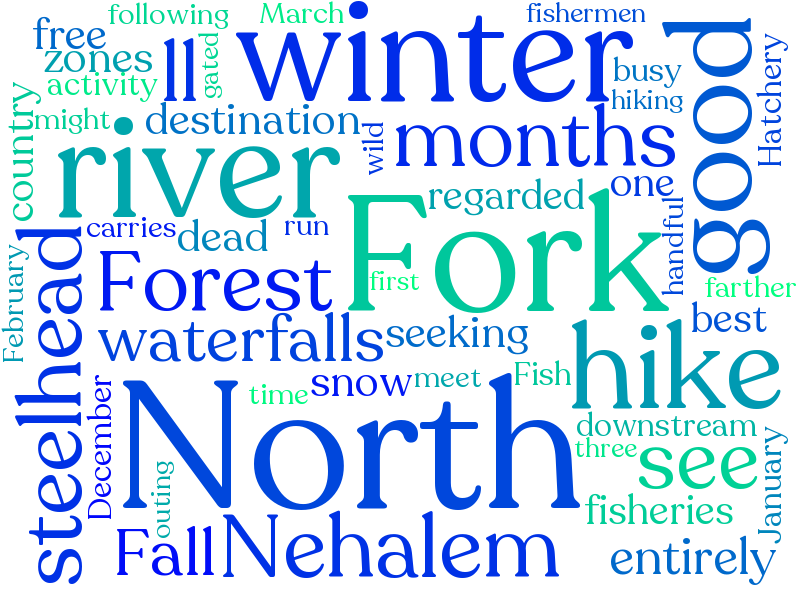 following
March
fishermen
free
zones
ll
gated
winter
good
busy
Hatchery
activity
hiking
country
might
destination
wild
months
river
regarded
one
handful
carries
dead
run
Fork
steelhead
February
Forest
first
farther
waterfalls
seeking
best
hike
time
snow
meet
Fish
December
North
downstream
three
see
January
outing
fisheries
Fall
Nehalem
entirely